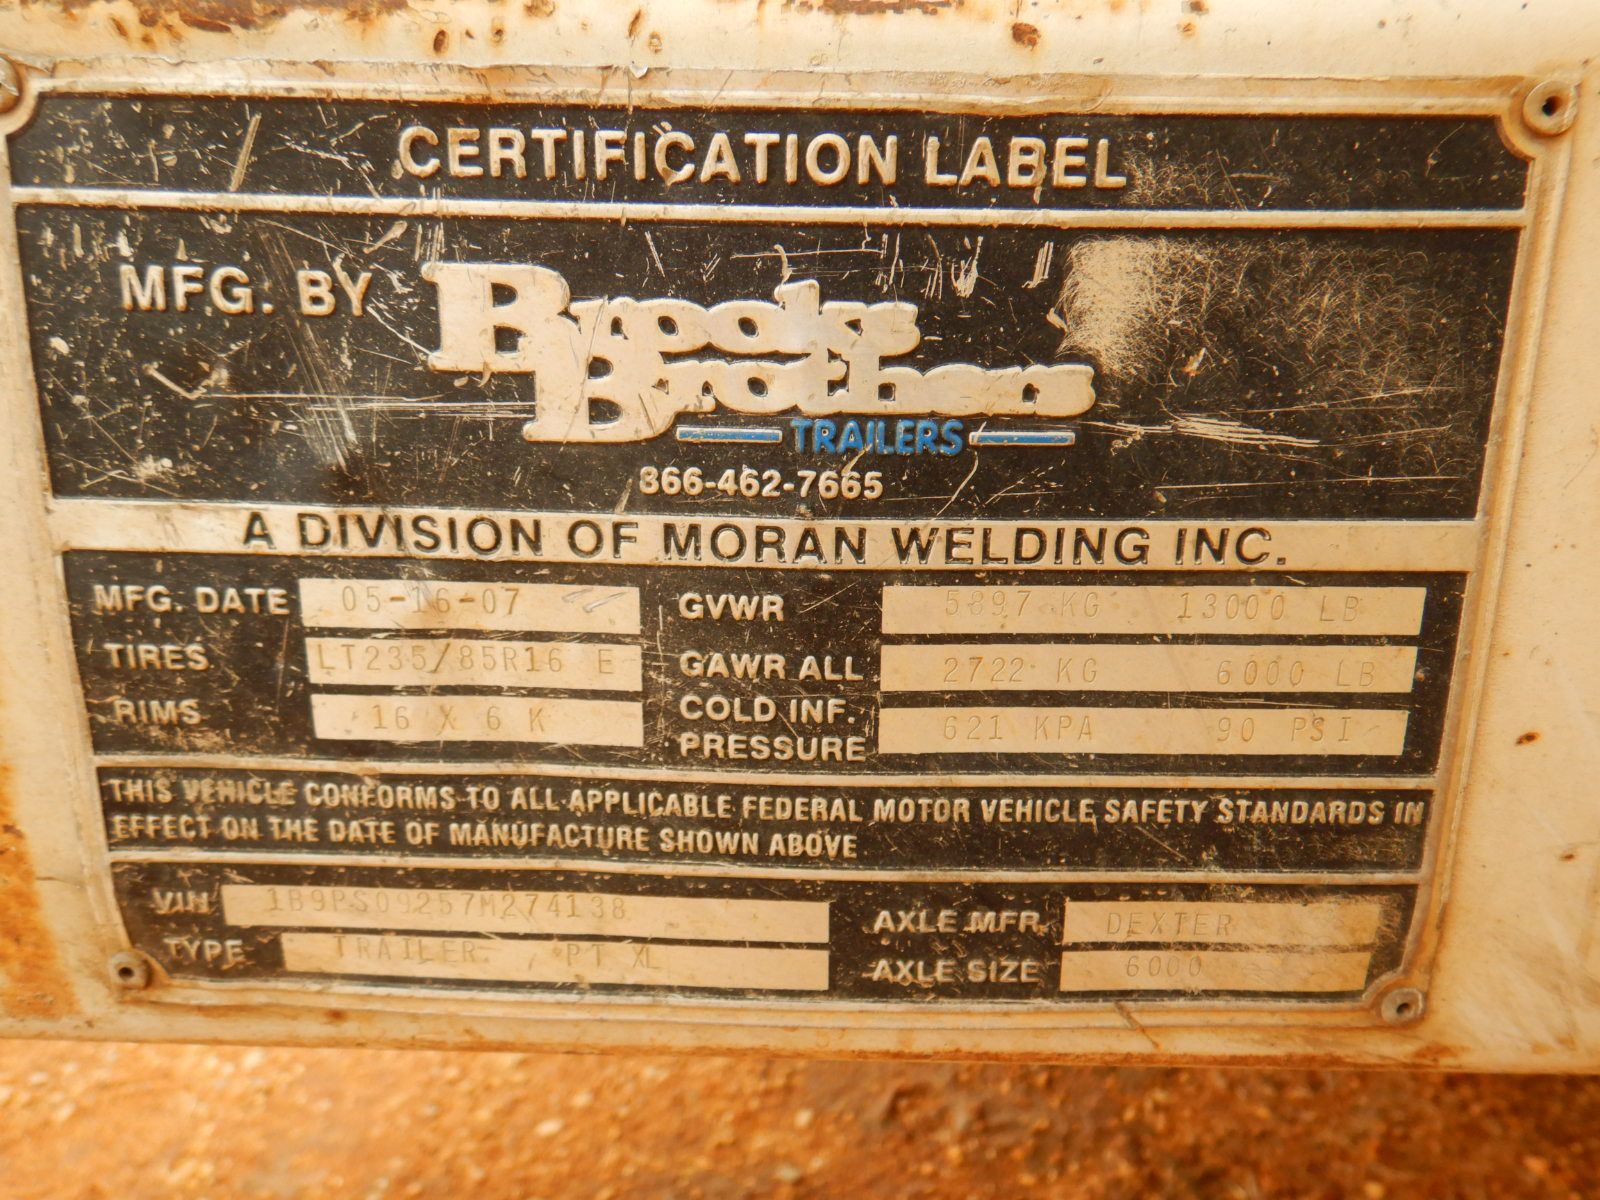 CERTIFICATION LABEL
MFG. BY Brooks Brothers
TRAILERS
866-462-7665
A DIVISION OF MORAN WELDING INC.
MFG. DATE 05-16-07 GVWR 5897 KG 13000 LB
TIRES LT235/85R16 E GAWR ALL 2722 KG 6000 LB
RIMS 16 X 6 K COLD INF. PRESSURE 621 KPA 90 PSI
THIS VEHICLE CONFORMS TO ALL APPLICABLE FEDERAL MOTOR VEHICLE SAFETY STANDARDS IN
EFFECT ON THE DATE OF MANUFACTURE SHOWN ABOVE
VIN 1B9PS09257M274138 AXLE MFR. DEXTER
TYPE TRAILER PT XL AXLE SIZE 6000